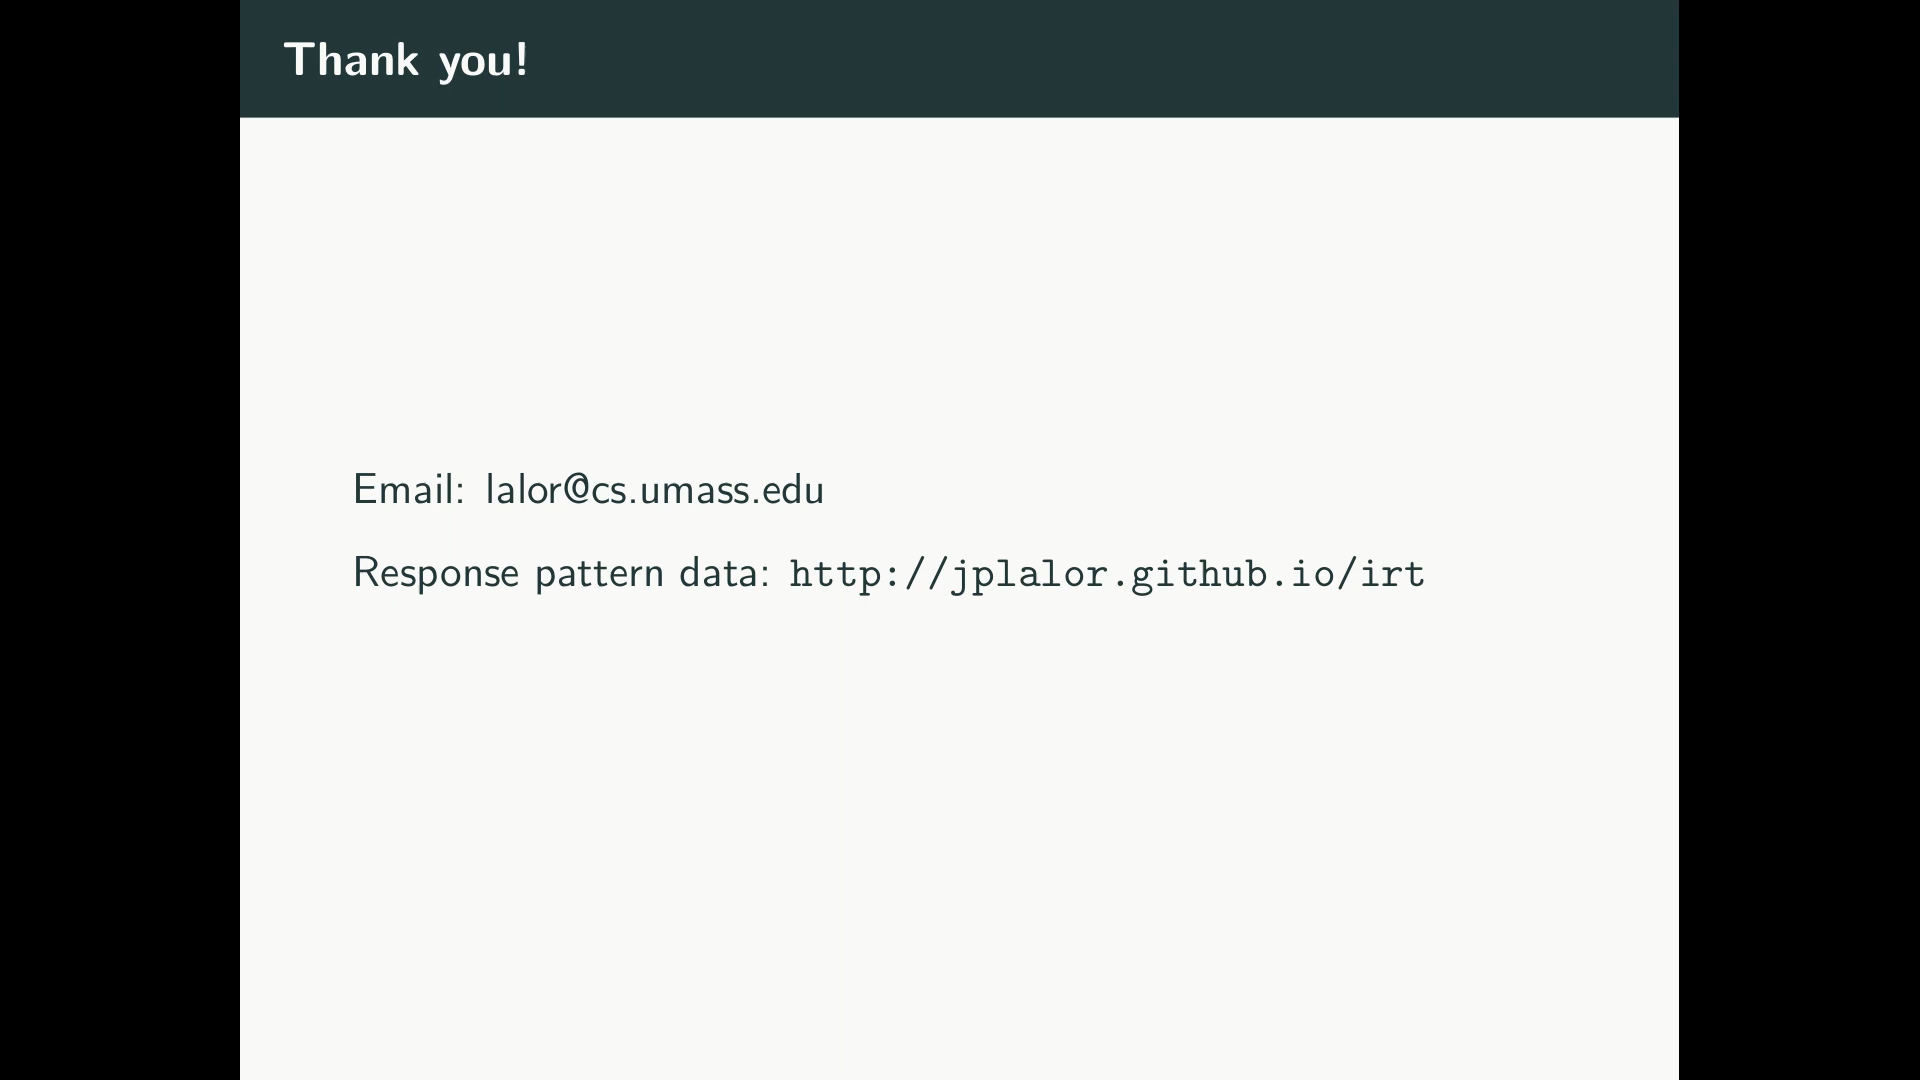 Thank you!
Email: lalor@cs.umass.edu
Response pattern data: http://jplalor.github.io/irt